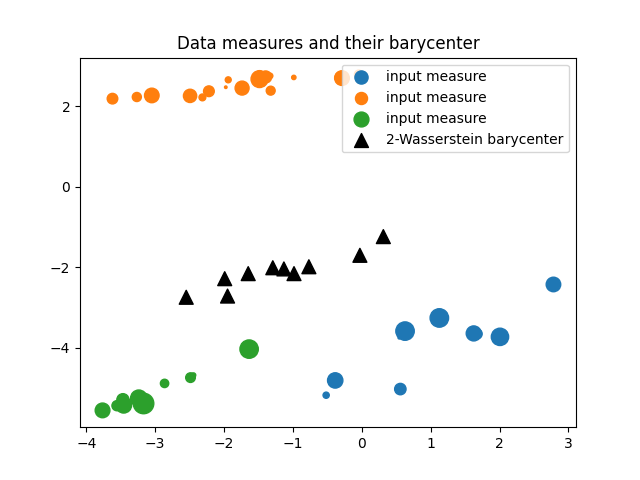 Data measures and their barycenter
input measure
input measure
input measure
2-Wasserstein barycenter
2
0
−2
−4
−4 −3 −2 −1 0 1 2 3